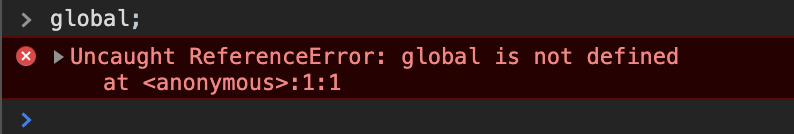 global;
Uncaught ReferenceError: global is not defined
at <anonymous>:1:1